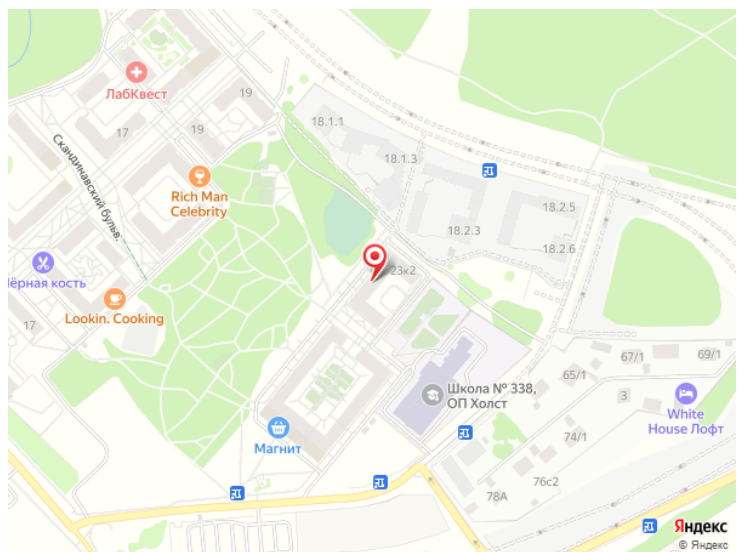 ЛабКвест
19
17
19
18.1.1
18.1.3
Скандинавский бульв.
Rich Man
Celebrity
18.2.5
18.2.3
18.2.6
23к2
Чёрная кость
Lookin. Cooking
17
67/1
69/1
65/1
Школа № 338,
ОП Холст
3
White
House Лофт
74/1
Магнит
76с2
78А
Яндекс
© Яндекс